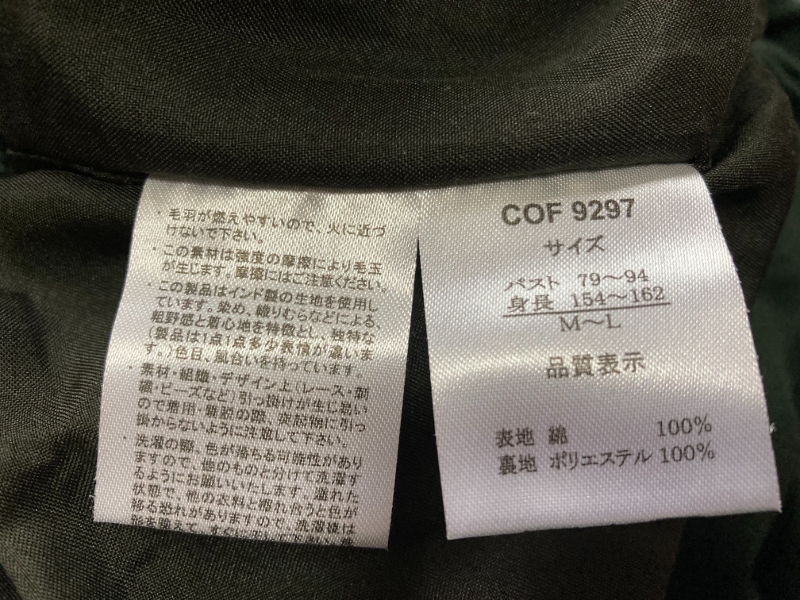 ・毛羽が燃えやすいので、火に近づ
けないで下さい。
・この素材は強度の摩擦により毛玉
が生じます。摩擦にはご注意ください。
・この製品はインド製の生地を使用し
ています。染め、織りむらなどによる、
粗野感と着心地を特徴とし、独特な
(製品は1点1点多少表情が違いま
す。)色目、風合いを持っています。
・素材・組織・デザイン上(レース・刺
繍・ビーズなど)引っ掛けが生じ易い
ので着用・着脱の際、突起物に引っ
掛からないように注意して下さい。
・洗濯の際、色が落ちる可能性があり
ますので、他のものと分けて洗濯す
るようにお願いいたします。濡れた
状態で、他の衣料と擦れ合うと色が
移る恐れがありますので、洗濯後は
形を整えて、すぐに干して下さい。
COF 9297
サイズ
バスト 79〜94
身長 154〜162
M〜L
品質表示
表地 綿 100%
裏地 ポリエステル 100%